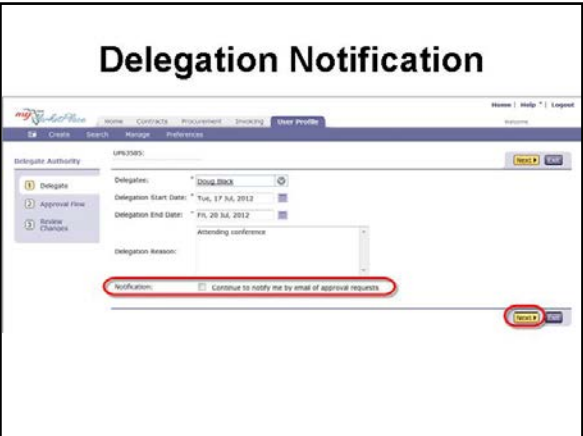 Delegation Notification
Home | Help | Logout
my MarketPlace
Home Contracts Procurement Invoicing User Profile
Welcome
Create Search Manage Preferences
UP63585:
Delegate Authority
Next Exit
1 Delegate
2 Approval Flow
3 Review Changes
Delegatee: * Doug Black
Delegation Start Date: * Tue, 17 Jul, 2012
Delegation End Date: * Fri, 20 Jul, 2012
Attending conference
Delegation Reason:
Notification: Continue to notify me by email of approval requests
Next Exit